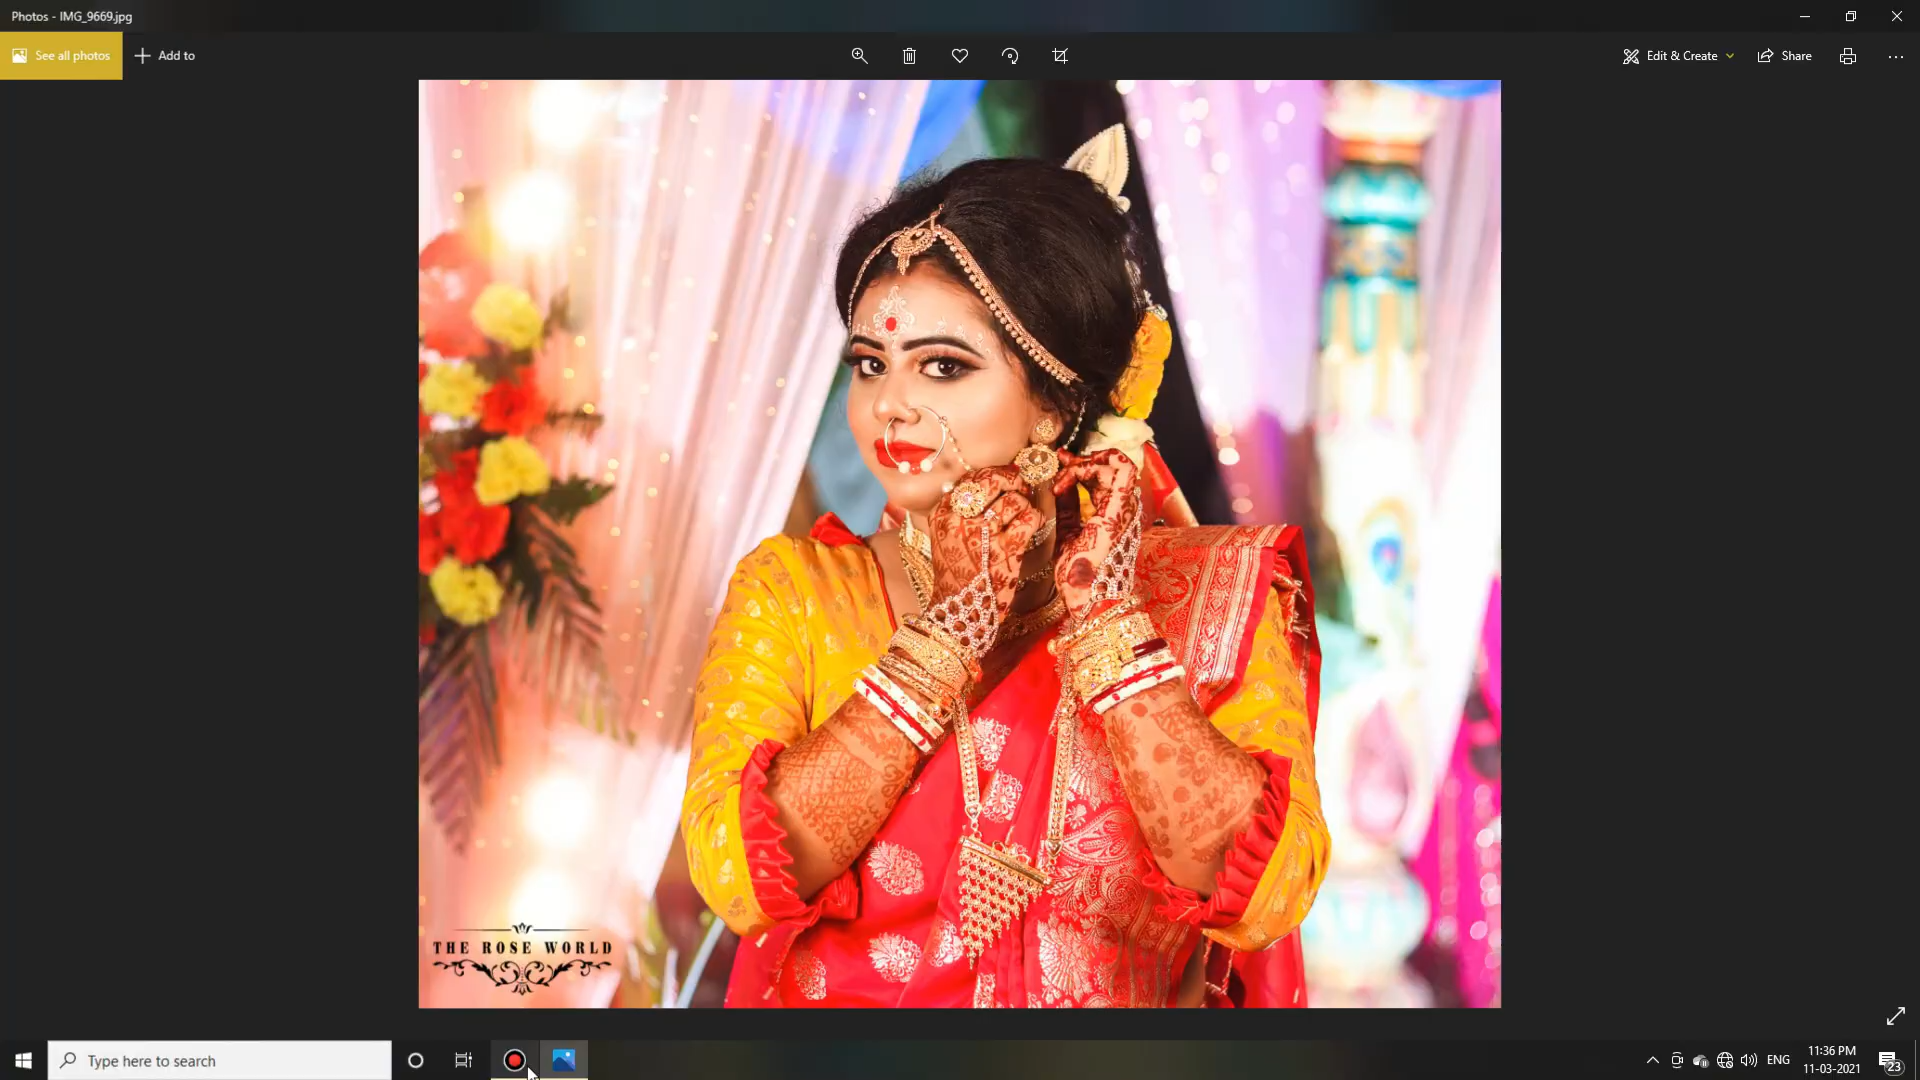 Photos - IMG_9669.jpg
See all photos
Add to
Edit & Create
Share
THE ROSE WORLD
Type here to search
ENG
11:36 PM
11-03-2021
23